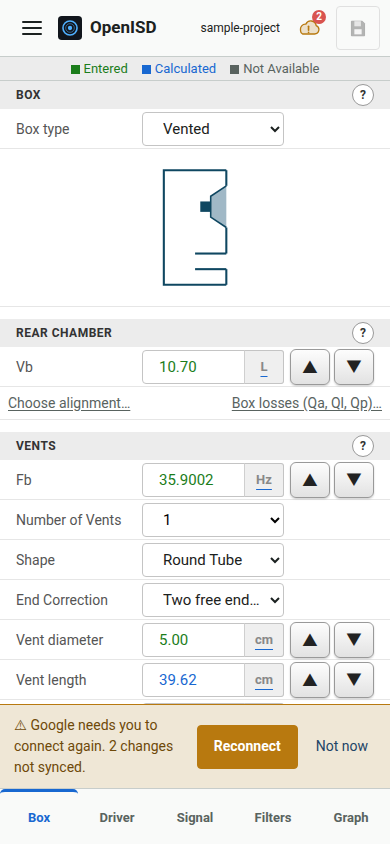 OpenISD
sample-project
2
Entered Calculated Not Available
BOX ?
Box type Vented
REAR CHAMBER ?
Vb 10.70 L ▲ ▼
Choose alignment... Box losses (Qa, Ql, Qp)...
VENTS ?
Fb 35.9002 Hz ▲ ▼
Number of Vents 1
Shape Round Tube
End Correction Two free end...
Vent diameter 5.00 cm ▲ ▼
Vent length 39.62 cm ▲ ▼
⚠ Google needs you to
connect again. 2 changes
not synced.
Reconnect Not now
Box Driver Signal Filters Graph